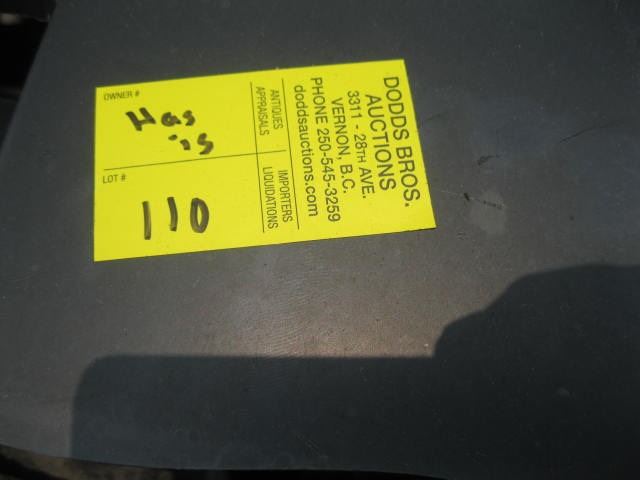 DODDS BROS.
AUCTIONS
3311 - 28TH AVE.
VERNON, B.C.
PHONE 250-545-3259
doddsauctions.com
ANTIQUES
APPRAISALS
IMPORTERS
LIQUIDATIONS
OWNER #
LOT #
110